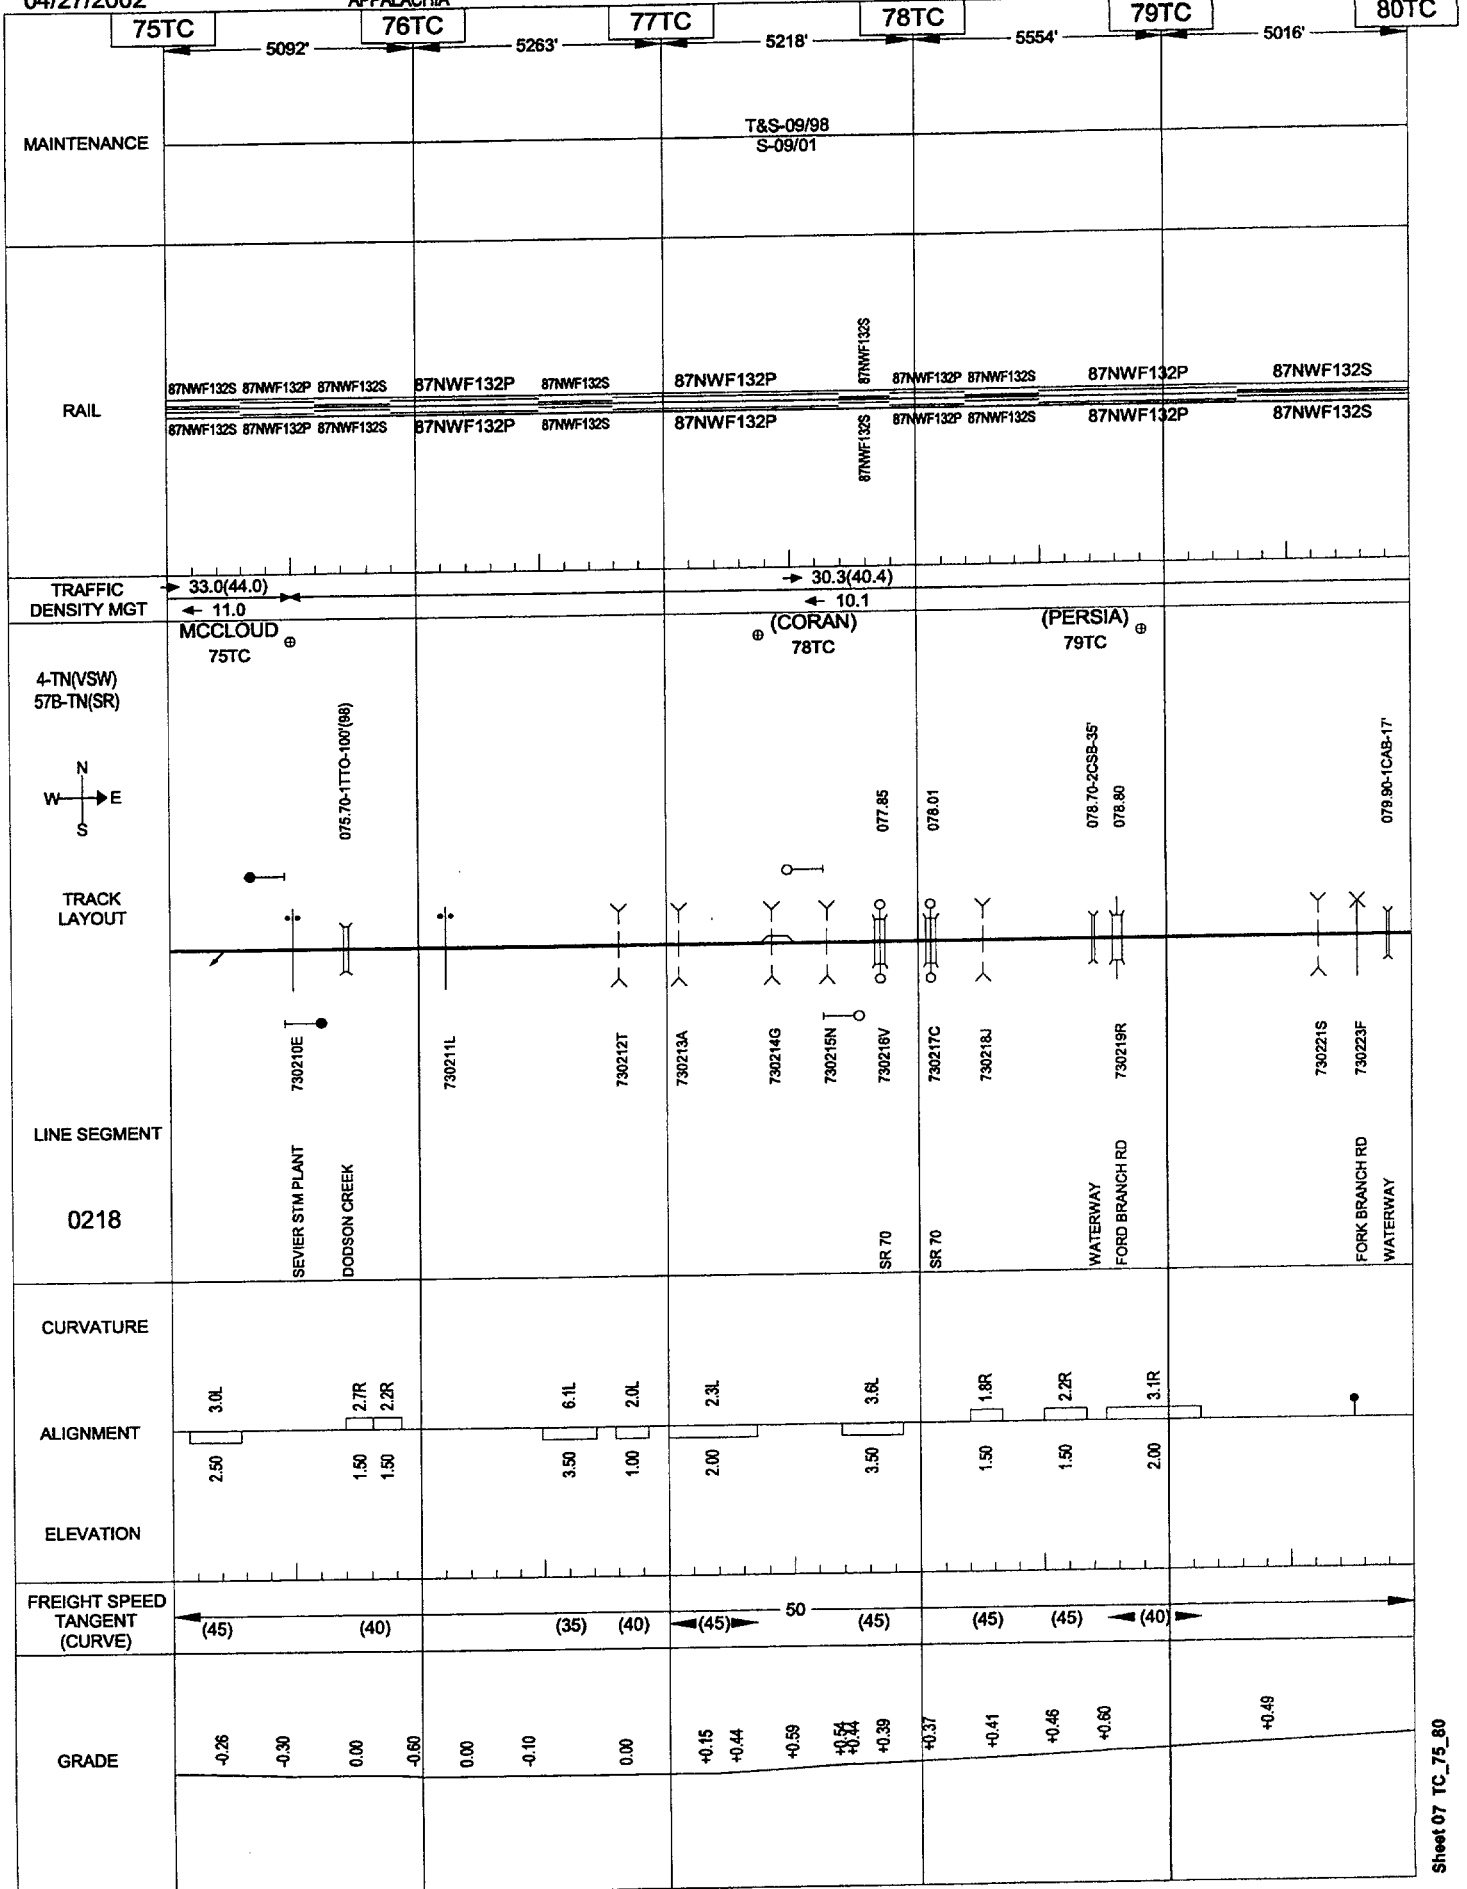 04/27/2002
APPALACHIA
75TC 76TC 77TC 78TC 79TC 80TC
5092' 5263' 5218' 5554' 5016'
MAINTENANCE
T&S-09/98
S-09/01
RAIL
87NWF132S 87NWF132P 87NWF132S 87NWF132P 87NWF132S 87NWF132P 87NWF132S 87NWF132P 87NWF132S 87NWF132P 87NWF132S
87NWF132S 87NWF132P 87NWF132S 87NWF132P 87NWF132S 87NWF132P 87NWF132S 87NWF132P 87NWF132S 87NWF132P 87NWF132S
TRAFFIC
DENSITY MGT
33.0(44.0) 30.3(40.4)
11.0 10.1
MCCLOUD (CORAN) (PERSIA)
75TC 78TC 79TC
4-TN(VSW)
57B-TN(SR)
N
W E
S
075.70-1TTO-100'(98) 077.85 078.01 078.70-2CSB-35' 078.80 079.90-1CAB-17'
TRACK
LAYOUT
730210E 730211L 730212T 730213A 730214G 730215N 730216V 730217C 730218J 730219R 730221S 730223F
LINE SEGMENT
0218
SEVIER STM PLANT
DODSON CREEK
SR 70
SR 70
WATERWAY
FORD BRANCH RD
FORK BRANCH RD
WATERWAY
CURVATURE
3.0L 2.7R 2.2R 6.1L 2.0L 2.3L 3.6L 1.8R 2.2R 3.1R
ALIGNMENT
2.50 1.50 1.50 3.50 1.00 2.00 3.50 1.50 1.50 2.00
ELEVATION
FREIGHT SPEED
TANGENT
(CURVE)
50
(45) (40) (35) (40) (45) (45) (45) (45) (40)
GRADE
-0.26 -0.30 0.00 -0.60 0.00 -0.10 0.00 +0.15 +0.44 +0.59 +0.54 +0.44 +0.39 +0.37 +0.41 +0.46 +0.60 +0.49
Sheet 07 TC_75_80